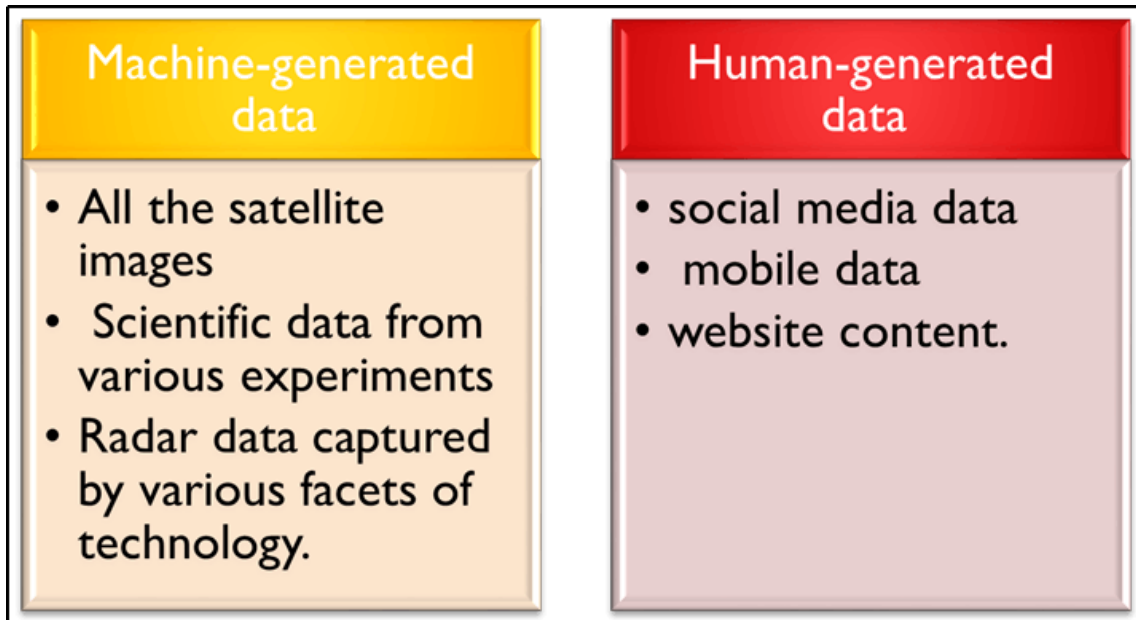 Machine-generated
data
• All the satellite
images
• Scientific data from
various experiments
• Radar data captured
by various facets of
technology.
Human-generated
data
• social media data
• mobile data
• website content.